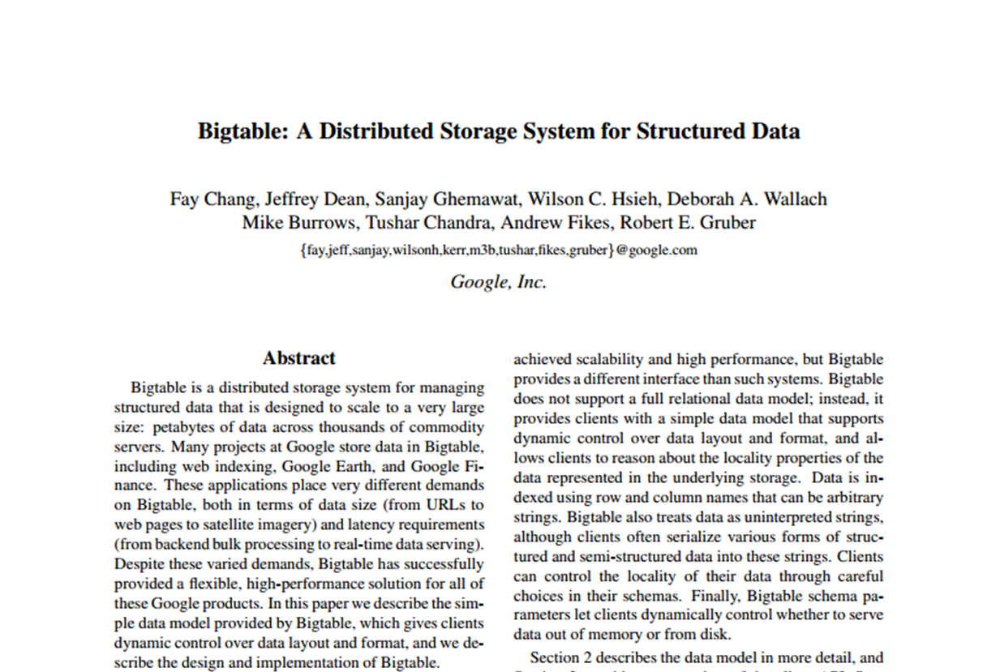 Bigtable: A Distributed Storage System for Structured Data
Fay Chang, Jeffrey Dean, Sanjay Ghemawat, Wilson C. Hsieh, Deborah A. Wallach
Mike Burrows, Tushar Chandra, Andrew Fikes, Robert E. Gruber
{fay,jeff,sanjay,wilsonh,kerr,m3b,tushar,fikes,gruber}@google.com
Google, Inc.
Abstract
Bigtable is a distributed storage system for managing
structured data that is designed to scale to a very large
size: petabytes of data across thousands of commodity
servers. Many projects at Google store data in Bigtable,
including web indexing, Google Earth, and Google Fi-
nance. These applications place very different demands
on Bigtable, both in terms of data size (from URLs to
web pages to satellite imagery) and latency requirements
(from backend bulk processing to real-time data serving).
Despite these varied demands, Bigtable has successfully
provided a flexible, high-performance solution for all of
these Google products. In this paper we describe the sim-
ple data model provided by Bigtable, which gives clients
dynamic control over data layout and format, and we de-
scribe the design and implementation of Bigtable.
achieved scalability and high performance, but Bigtable
provides a different interface than such systems. Bigtable
does not support a full relational data model; instead, it
provides clients with a simple data model that supports
dynamic control over data layout and format, and al-
lows clients to reason about the locality properties of the
data represented in the underlying storage. Data is in-
dexed using row and column names that can be arbitrary
strings. Bigtable also treats data as uninterpreted strings,
although clients often serialize various forms of struc-
tured and semi-structured data into these strings. Clients
can control the locality of their data through careful
choices in their schemas. Finally, Bigtable schema pa-
rameters let clients dynamically control whether to serve
data out of memory or from disk.
Section 2 describes the data model in more detail, and